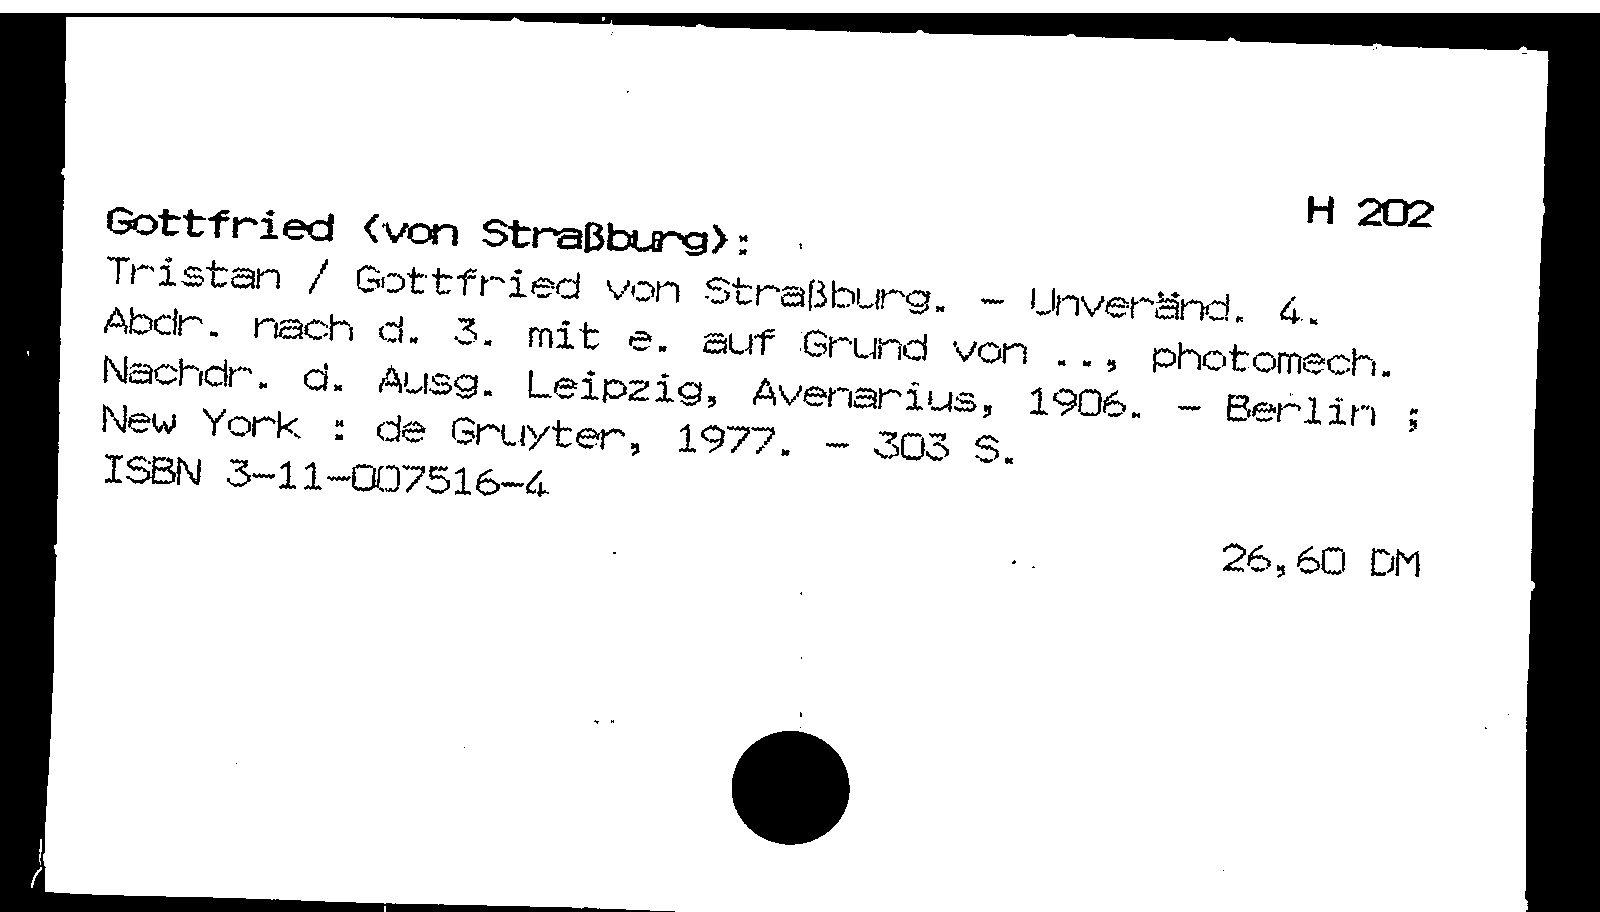 H 202
Gottfried <von Straßburg>:
Tristan / Gottfried von Straßburg. - Unveränd. 4.
Abdr. nach d. 3. mit e. auf Grund von .., photomech.
Nachdr. d. Ausg. Leipzig, Avenarius, 1906. - Berlin ;
New York : de Gruyter, 1977. - 303 S.
ISBN 3-11-007516-4
26,60 DM